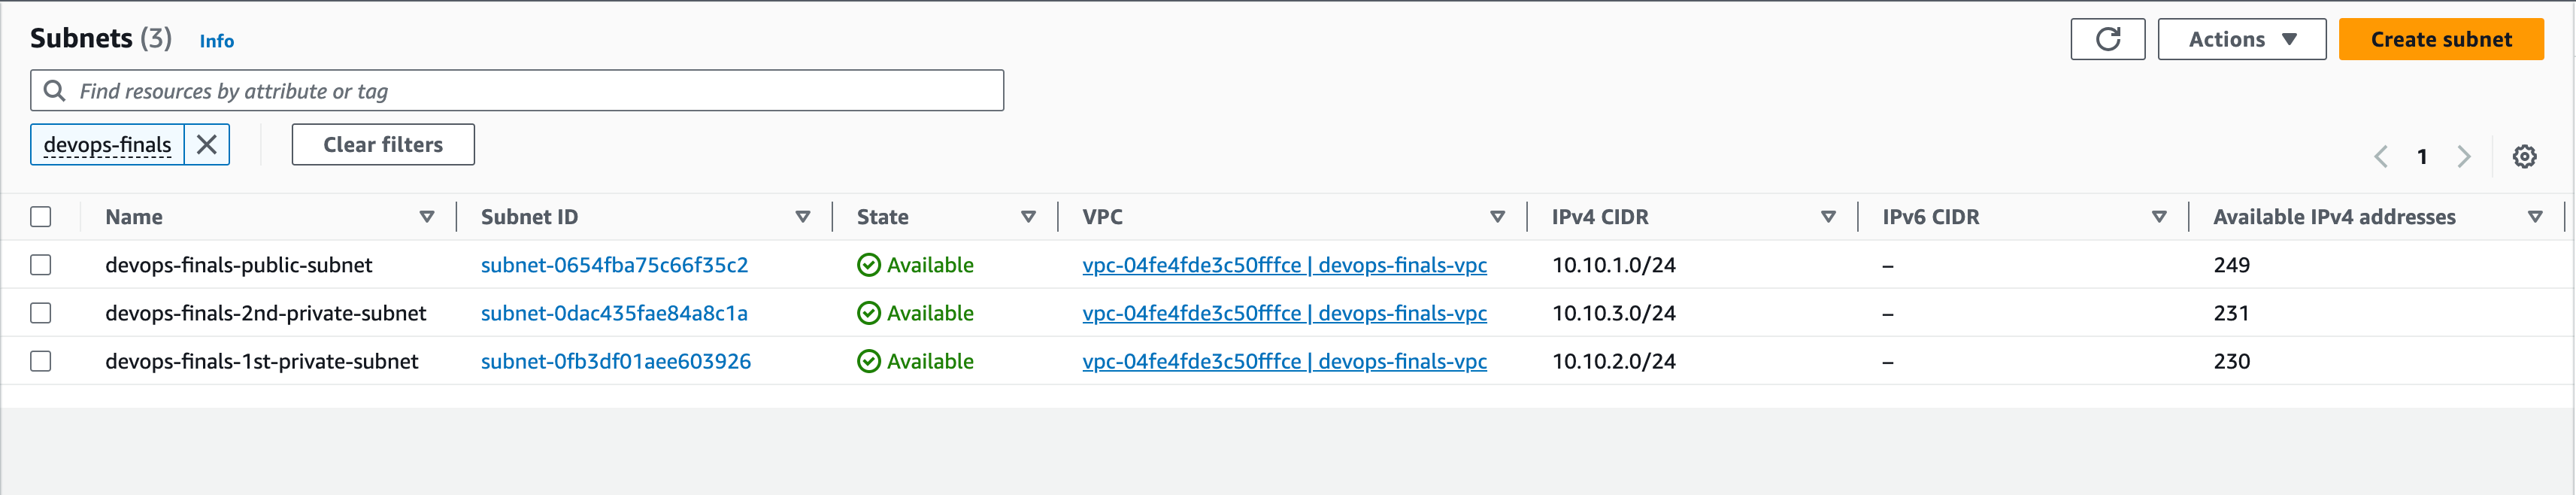 Subnets (3) Info
Actions
Create subnet
Find resources by attribute or tag
devops-finals
Clear filters
1
Name Subnet ID State VPC IPv4 CIDR IPv6 CIDR Available IPv4 addresses
devops-finals-public-subnet subnet-0654fba75c66f35c2 Available vpc-04fe4fde3c50fffce | devops-finals-vpc 10.10.1.0/24 – 249
devops-finals-2nd-private-subnet subnet-0dac435fae84a8c1a Available vpc-04fe4fde3c50fffce | devops-finals-vpc 10.10.3.0/24 – 231
devops-finals-1st-private-subnet subnet-0fb3df01aee603926 Available vpc-04fe4fde3c50fffce | devops-finals-vpc 10.10.2.0/24 – 230